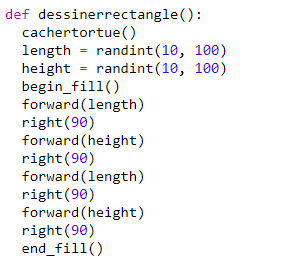 def dessinerrectangle():
  cachertortue()
  length = randint(10, 100)
  height = randint(10, 100)
  begin_fill()
  forward(length)
  right(90)
  forward(height)
  right(90)
  forward(length)
  right(90)
  forward(height)
  right(90)
  end_fill()